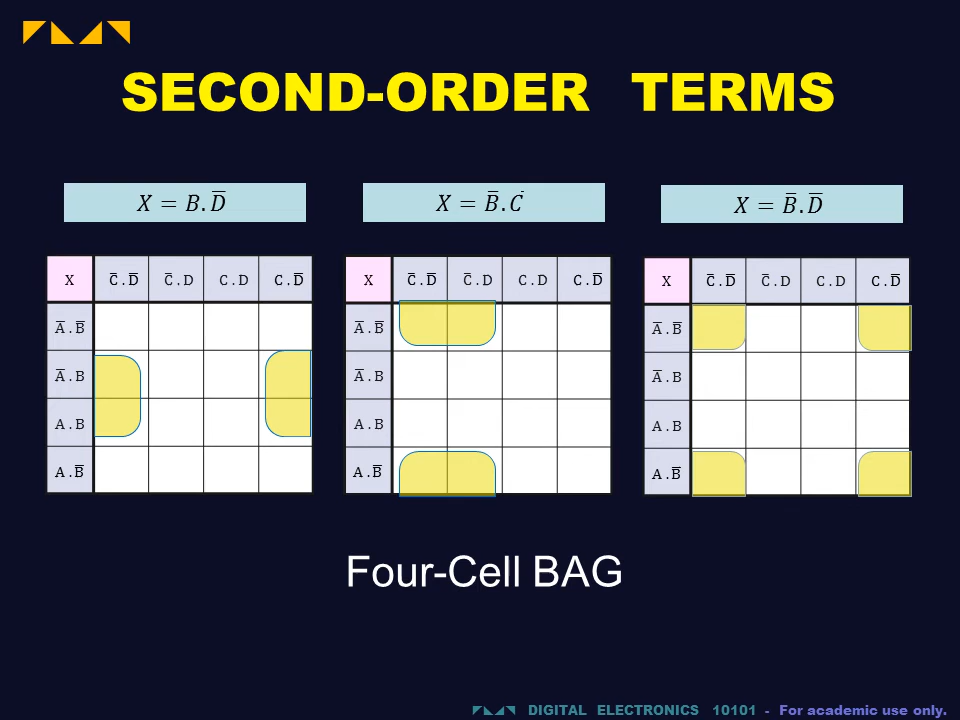 SECOND-ORDER TERMS
X = B.D̅
X = B̅.C̅
X = B̅.D̅
X C̅.D̅ C̅.D C.D C.D̅
A̅.B̅
A̅.B
A.B
A.B̅
X C̅.D̅ C̅.D C.D C.D̅
A̅.B̅
A̅.B
A.B
A.B̅
X C̅.D̅ C̅.D C.D C.D̅
A̅.B̅
A̅.B
A.B
A.B̅
Four-Cell BAG
DIGITAL ELECTRONICS 10101 - For academic use only.